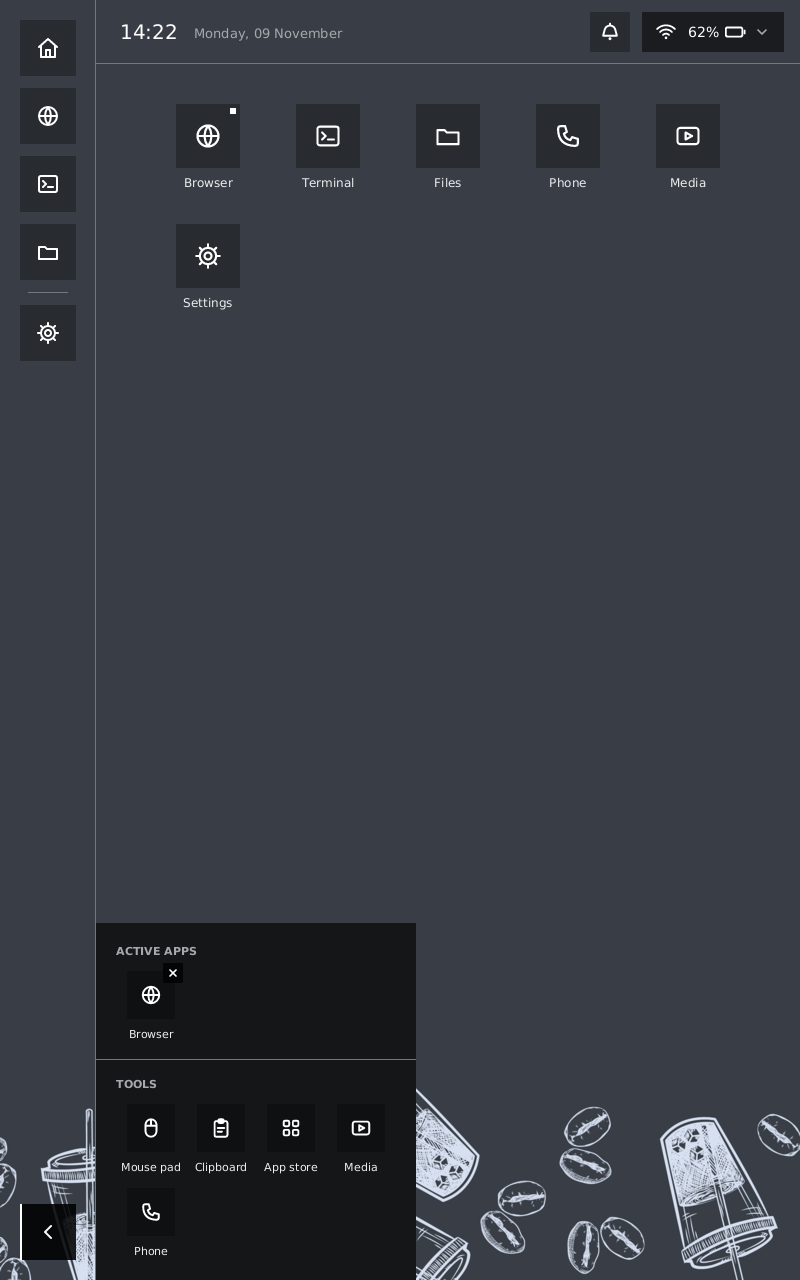 14:22 Monday, 09 November 62%
Browser Terminal Files Phone Media
Settings
ACTIVE APPS
Browser
TOOLS
Mouse pad Clipboard App store Media
Phone